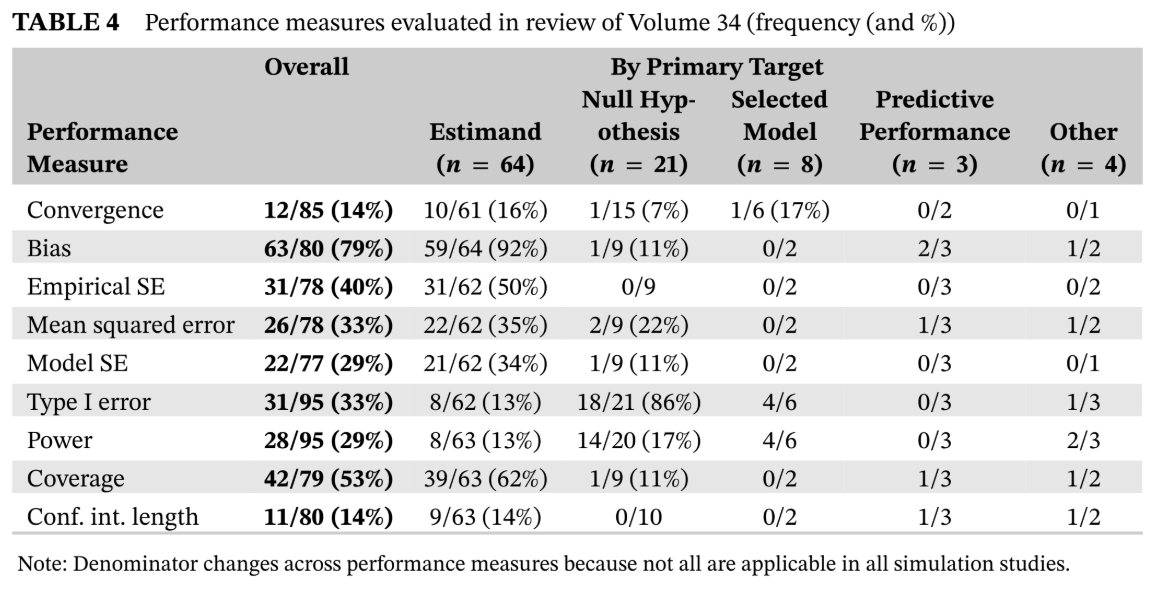 TABLE 4 Performance measures evaluated in review of Volume 34 (frequency (and %))
Overall By Primary Target
Null Hyp- Selected Predictive
Performance Estimand othesis Model Performance Other
Measure (n = 64) (n = 21) (n = 8) (n = 3) (n = 4)
Convergence 12/85 (14%) 10/61 (16%) 1/15 (7%) 1/6 (17%) 0/2 0/1
Bias 63/80 (79%) 59/64 (92%) 1/9 (11%) 0/2 2/3 1/2
Empirical SE 31/78 (40%) 31/62 (50%) 0/9 0/2 0/3 0/2
Mean squared error 26/78 (33%) 22/62 (35%) 2/9 (22%) 0/2 1/3 1/2
Model SE 22/77 (29%) 21/62 (34%) 1/9 (11%) 0/2 0/3 0/1
Type I error 31/95 (33%) 8/62 (13%) 18/21 (86%) 4/6 0/3 1/3
Power 28/95 (29%) 8/63 (13%) 14/20 (17%) 4/6 0/3 2/3
Coverage 42/79 (53%) 39/63 (62%) 1/9 (11%) 0/2 1/3 1/2
Conf. int. length 11/80 (14%) 9/63 (14%) 0/10 0/2 1/3 1/2
Note: Denominator changes across performance measures because not all are applicable in all simulation studies.